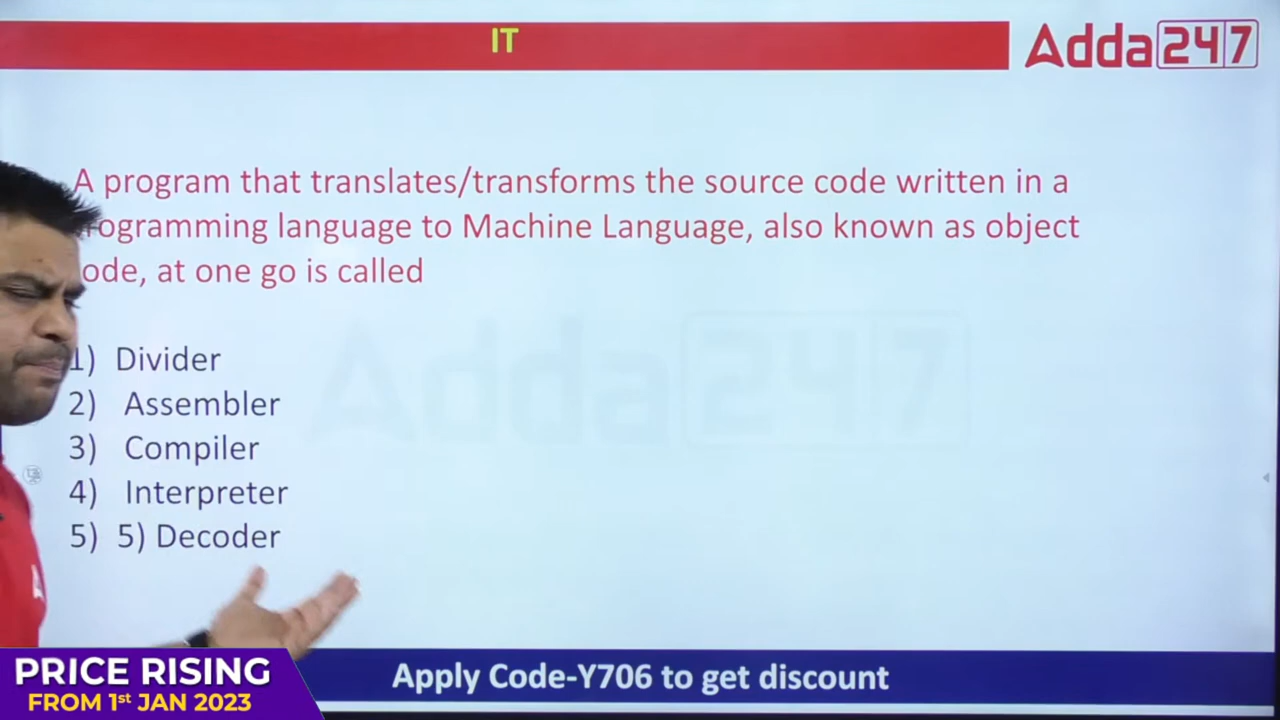 IT
Adda247
A program that translates/transforms the source code written in a
rogramming language to Machine Language, also known as object
ode, at one go is called
1) Divider
2) Assembler
3) Compiler
4) Interpreter
5) 5) Decoder
Adda247
PRICE RISING
FROM 1st JAN 2023
Apply Code-Y706 to get discount